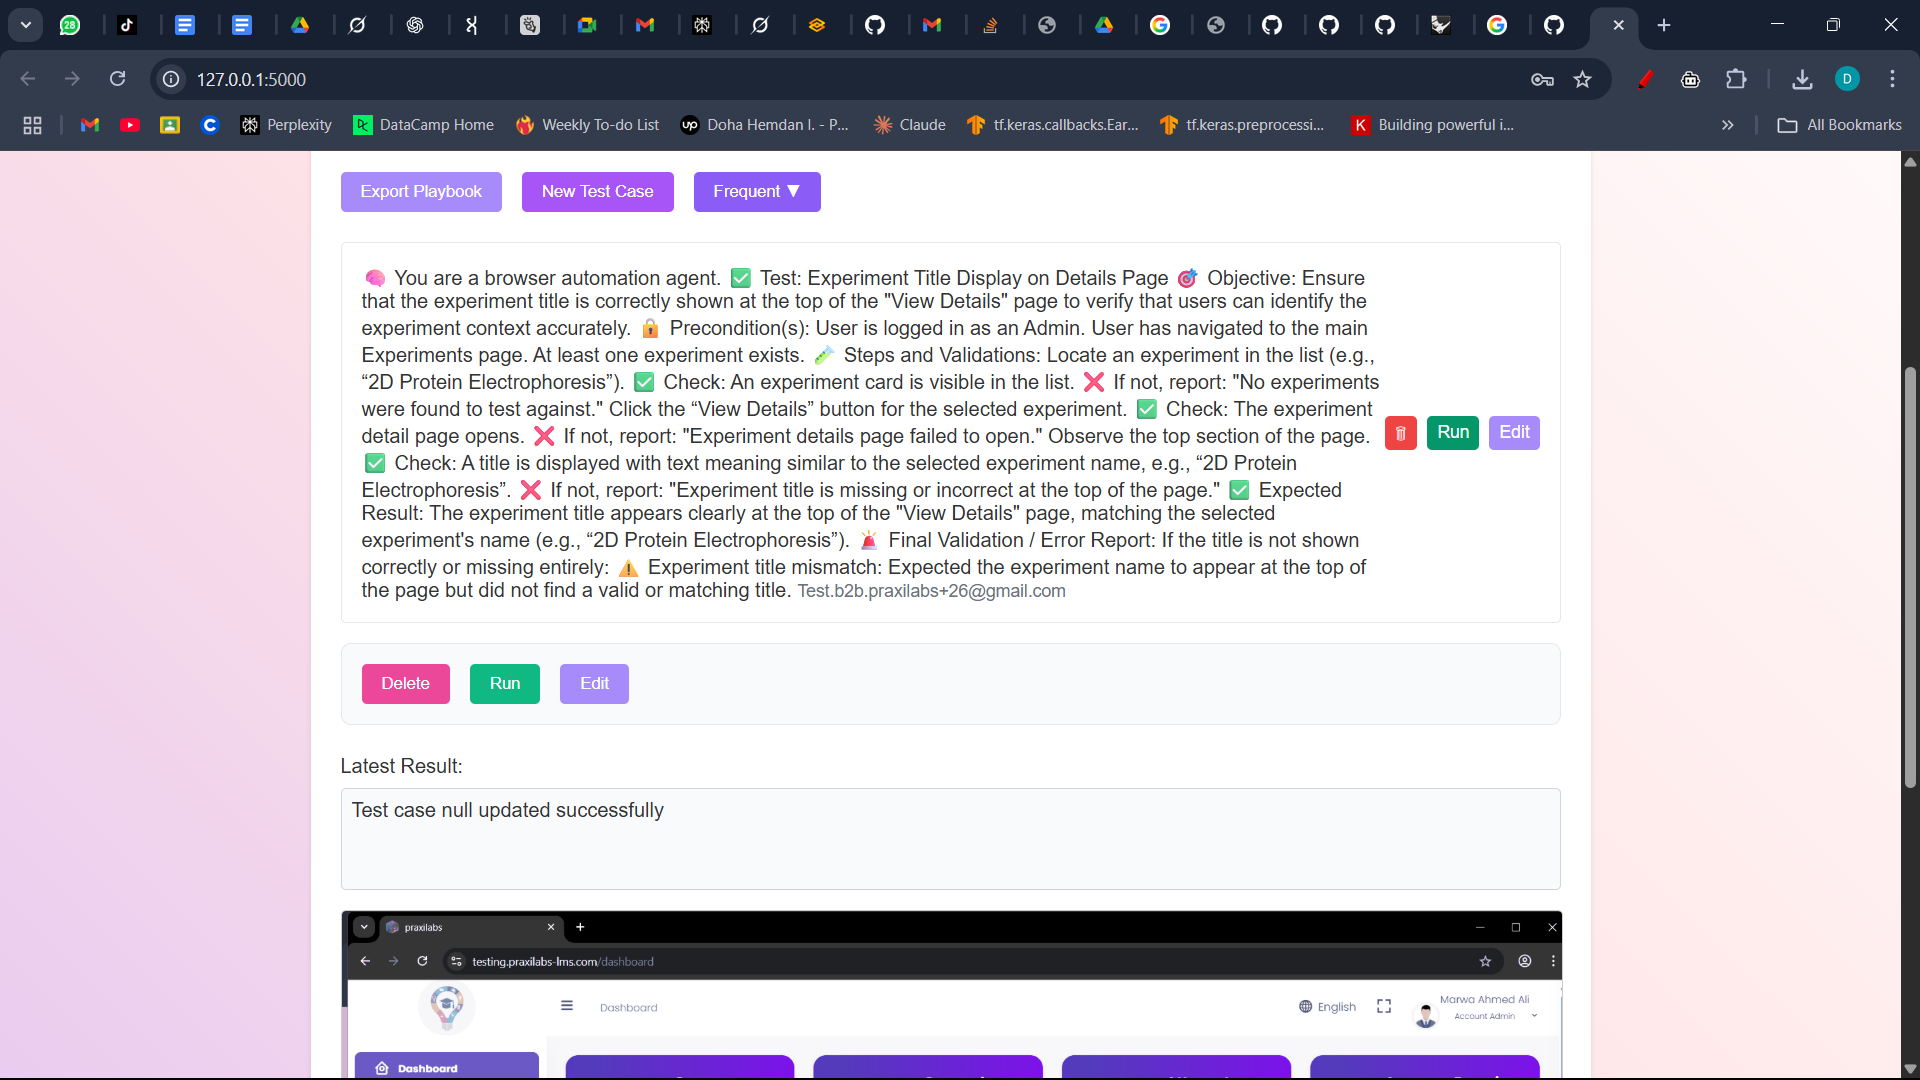 28
127.0.0.1:5000
D
Perplexity
DataCamp Home
Weekly To-do List
up Doha Hemdan I. - P...
Claude
tf.keras.callbacks.Ear...
tf.keras.preprocessi...
K Building powerful i...
»
All Bookmarks
Export Playbook
New Test Case
Frequent ▼
🧠 You are a browser automation agent. ✅ Test: Experiment Title Display on Details Page 🎯 Objective: Ensure
that the experiment title is correctly shown at the top of the "View Details" page to verify that users can identify the
experiment context accurately. 🔒 Precondition(s): User is logged in as an Admin. User has navigated to the main
Experiments page. At least one experiment exists. 🧪 Steps and Validations: Locate an experiment in the list (e.g.,
“2D Protein Electrophoresis”). ✅ Check: An experiment card is visible in the list. ❌ If not, report: "No experiments
were found to test against." Click the “View Details” button for the selected experiment. ✅ Check: The experiment
detail page opens. ❌ If not, report: "Experiment details page failed to open." Observe the top section of the page.
✅ Check: A title is displayed with text meaning similar to the selected experiment name, e.g., “2D Protein
Electrophoresis”. ❌ If not, report: "Experiment title is missing or incorrect at the top of the page." ✅ Expected
Result: The experiment title appears clearly at the top of the "View Details" page, matching the selected
experiment's name (e.g., “2D Protein Electrophoresis”). 🚨 Final Validation / Error Report: If the title is not shown
correctly or missing entirely: ⚠️ Experiment title mismatch: Expected the experiment name to appear at the top of
the page but did not find a valid or matching title. Test.b2b.praxilabs+26@gmail.com
Run
Edit
Delete
Run
Edit
Latest Result:
Test case null updated successfully
praxilabs
testing.praxilabs-lms.com/dashboard
Dashboard
English
Marwa Ahmed Ali
Account Admin
Dashboard